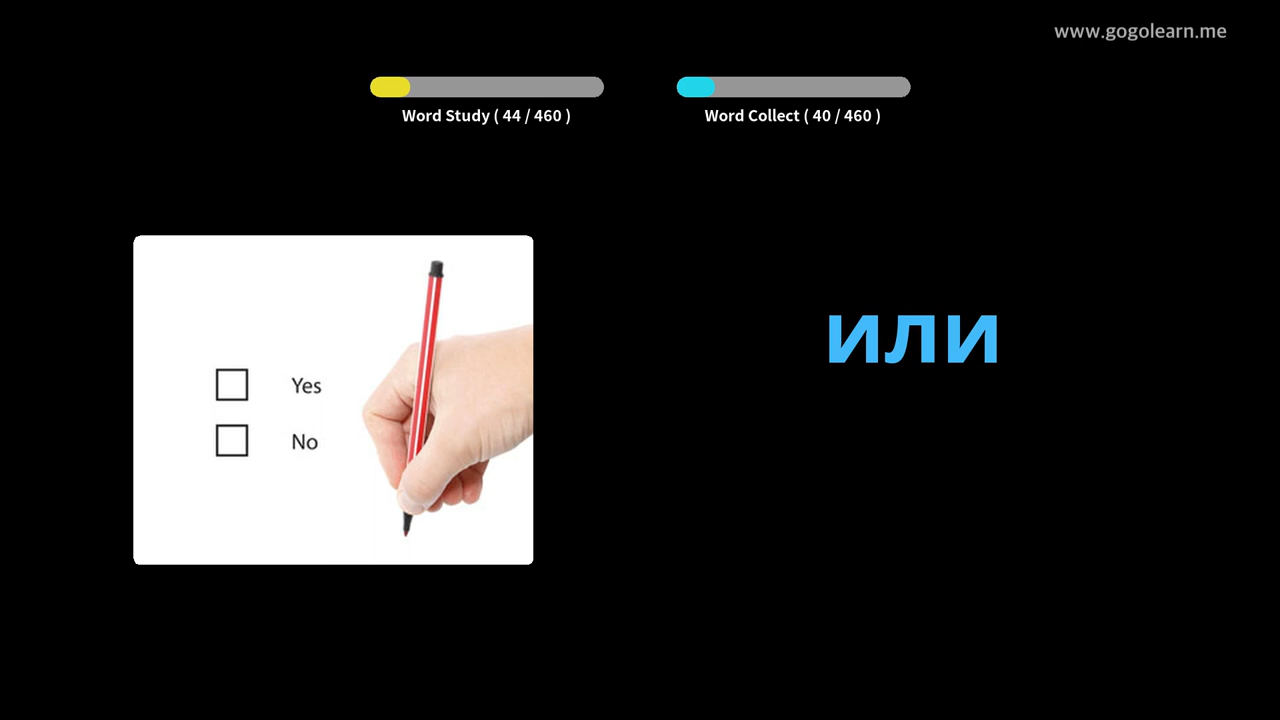 www.gogolearn.me
Word Study ( 44 / 460 )
Word Collect ( 40 / 460 )
Yes
No
или